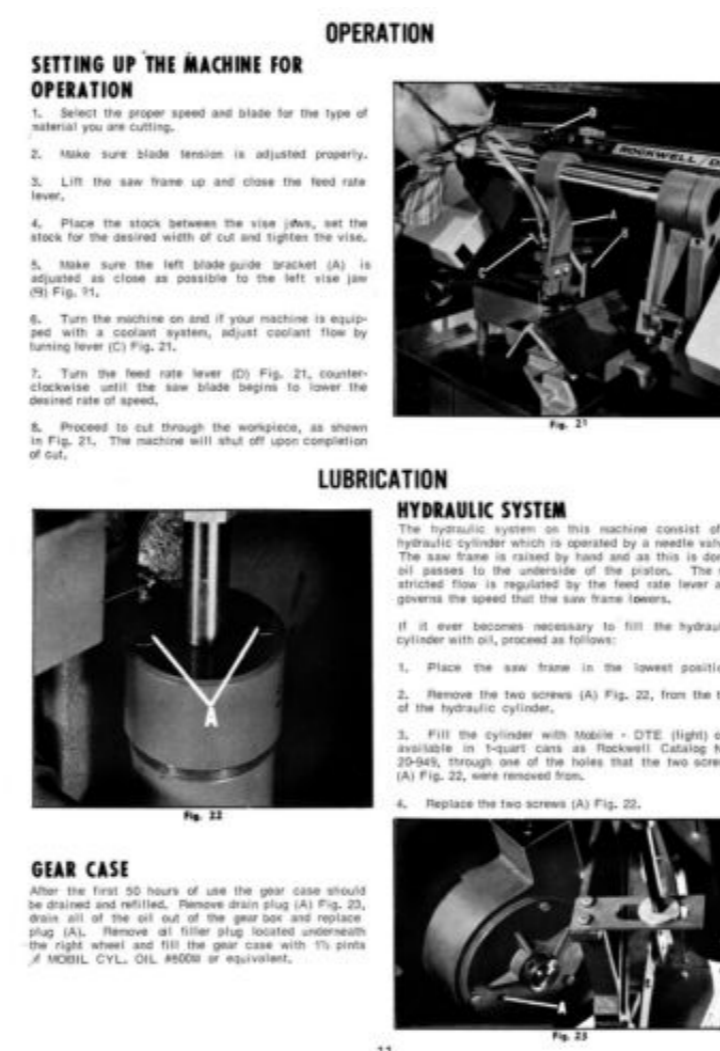 OPERATION
SETTING UP THE MACHINE FOR
OPERATION
1. Select the proper speed and blade for the type of
material you are cutting.
2. Make sure blade tension is adjusted properly.
3. Lift the saw frame up and close the feed rate
lever.
4. Place the stock between the vise jaws, set the
stock for the desired width of cut and tighten the vise.
5. Make sure the left blade guide bracket (A) is
adjusted as close as possible to the left vise jaw
(B) Fig. 21.
6. Turn the machine on and if your machine is equip-
ped with a coolant system, adjust coolant flow by
turning lever (C) Fig. 21.
7. Turn the feed rate lever (D) Fig. 21, counter-
clockwise until the saw blade begins to lower the
desired rate of speed.
8. Proceed to cut through the workpiece, as shown
in Fig. 21. The machine will shut off upon completion
of cut.
ROCKWELL / D
A
Fig. 21
LUBRICATION
A
Fig. 22
HYDRAULIC SYSTEM
The hydraulic system on this machine consist of
hydraulic cylinder which is operated by a needle val
The saw frame is raised by hand and as this is do
oil passes to the underside of the piston. The
stricted flow is regulated by the feed rate lever a
governs the speed that the saw frame lowers.
If it ever becomes necessary to fill the hydrau
cylinder with oil, proceed as follows:
1. Place the saw frame in the lowest positi
2. Remove the two screws (A) Fig. 22, from the t
of the hydraulic cylinder.
3. Fill the cylinder with Mobile - DTE (light) o
available in 1-quart cans as Rockwell Catalog N
20-949, through one of the holes that the two scre
(A) Fig. 22, were removed from.
4. Replace the two screws (A) Fig. 22.
GEAR CASE
After the first 50 hours of use the gear case should
be drained and refilled. Remove drain plug (A) Fig. 23,
drain all of the oil out of the gear box and replace
plug (A). Remove oil filler plug located underneath
the right wheel and fill the gear case with 1½ pints
of MOBIL CYL. OIL #600W or equivalent.
A
Fig. 23